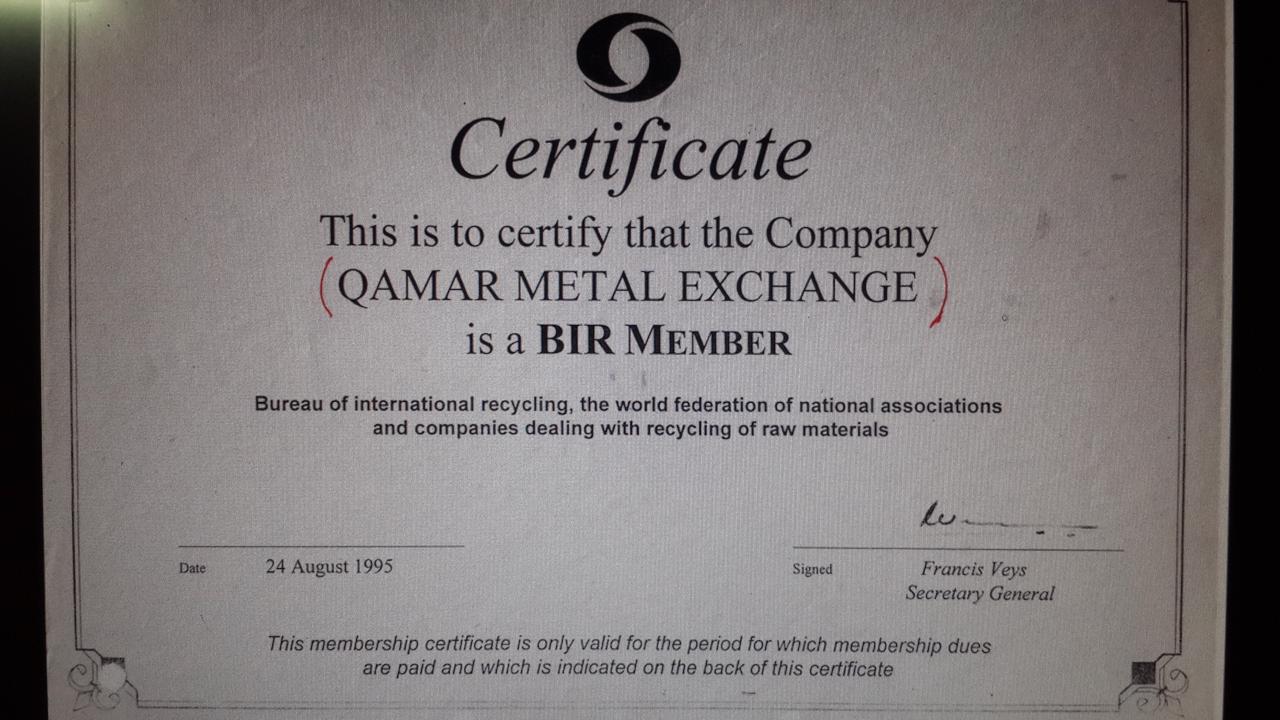 Certificate
This is to certify that the Company
(QAMAR METAL EXCHANGE)
is a BIR MEMBER
Bureau of international recycling, the world federation of national associations
and companies dealing with recycling of raw materials
Date 24 August 1995
Signed Francis Veys
Secretary General
This membership certificate is only valid for the period for which membership dues
are paid and which is indicated on the back of this certificate